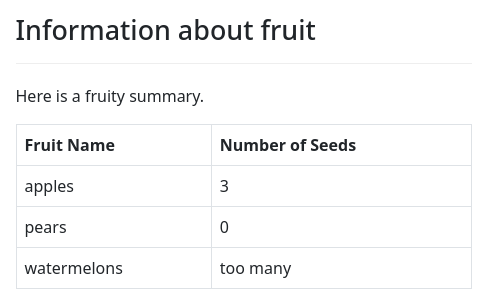 Information about fruit
Here is a fruity summary.
Fruit Name Number of Seeds
apples 3
pears 0
watermelons too many